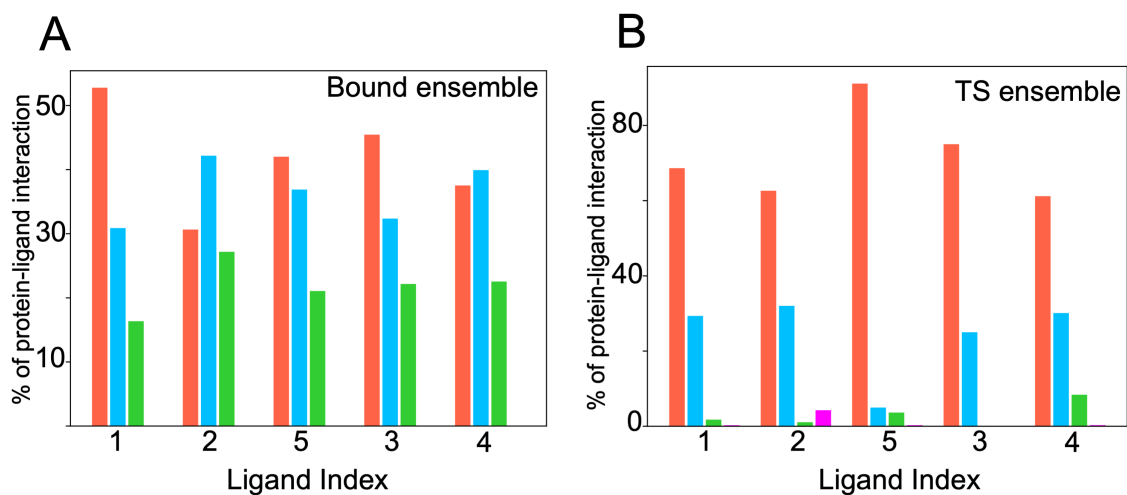 A
Bound ensemble
% of protein-ligand interaction
50
30
10
1 2 5 3 4
Ligand Index
B
TS ensemble
% of protein-ligand interaction
80
40
0
1 2 5 3 4
Ligand Index